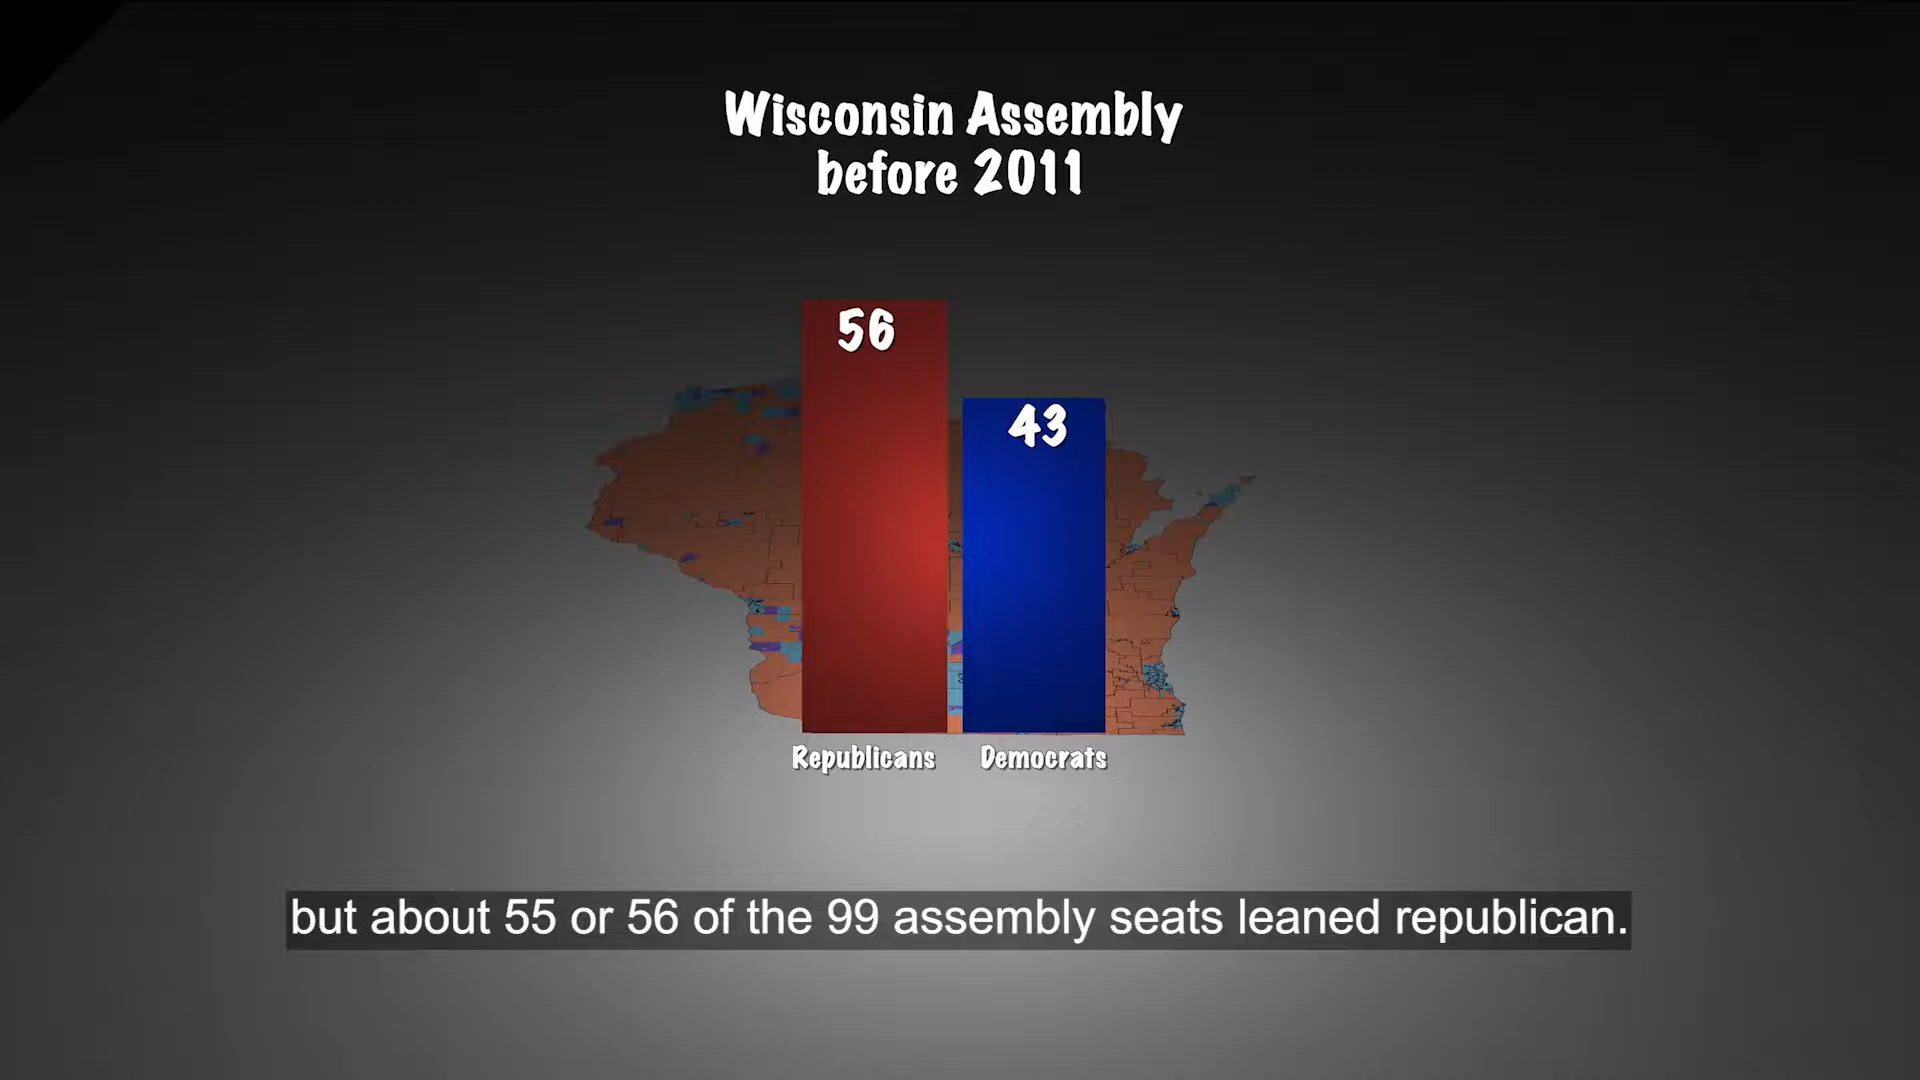 Wisconsin Assembly
before 2011
56
43
Republicans
Democrats
but about 55 or 56 of the 99 assembly seats leaned republican.